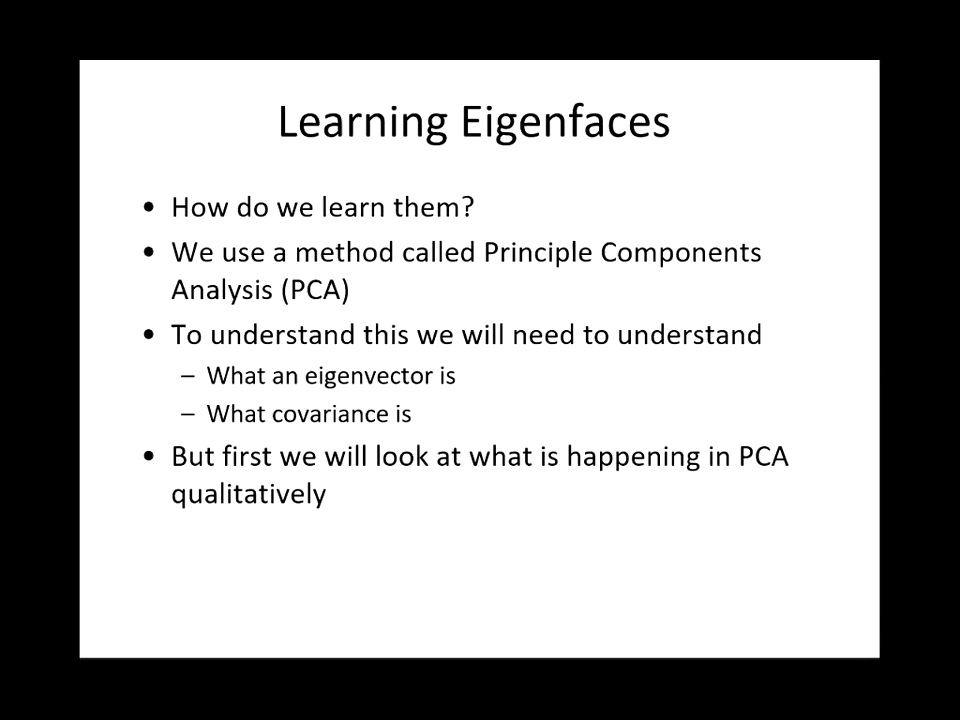 Learning Eigenfaces
• How do we learn them?
• We use a method called Principle Components
Analysis (PCA)
• To understand this we will need to understand
– What an eigenvector is
– What covariance is
• But first we will look at what is happening in PCA
qualitatively